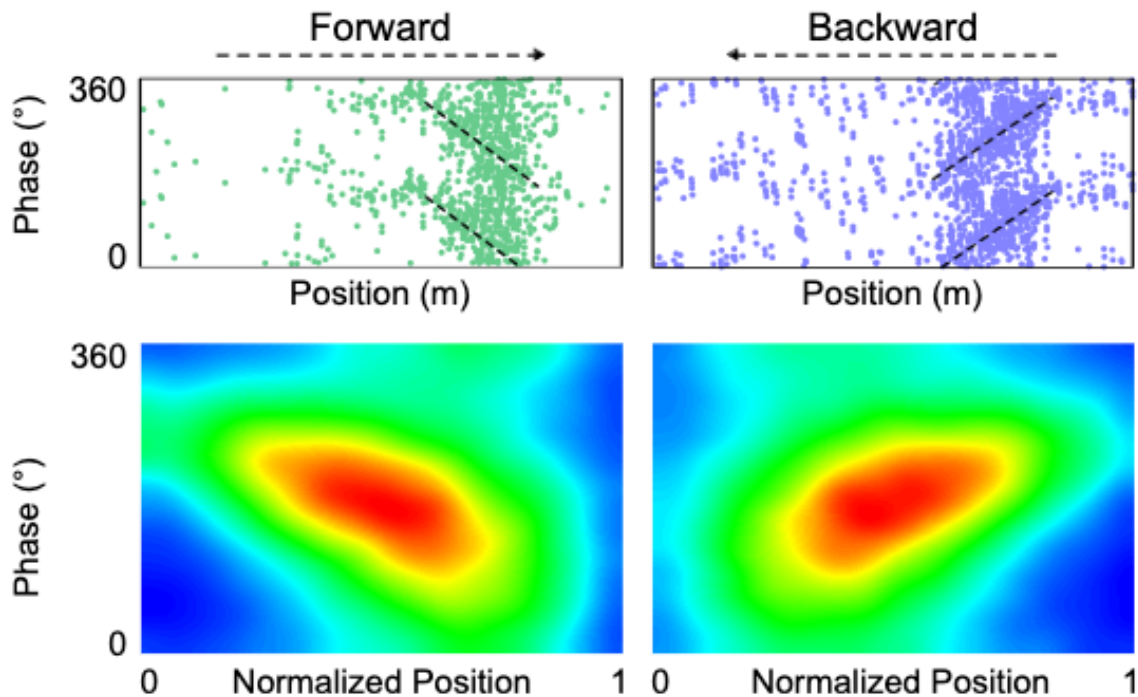 Forward
Backward
360
Phase (°)
0
Position (m)
Position (m)
360
Phase (°)
0
0
Normalized Position
1
0
Normalized Position
1